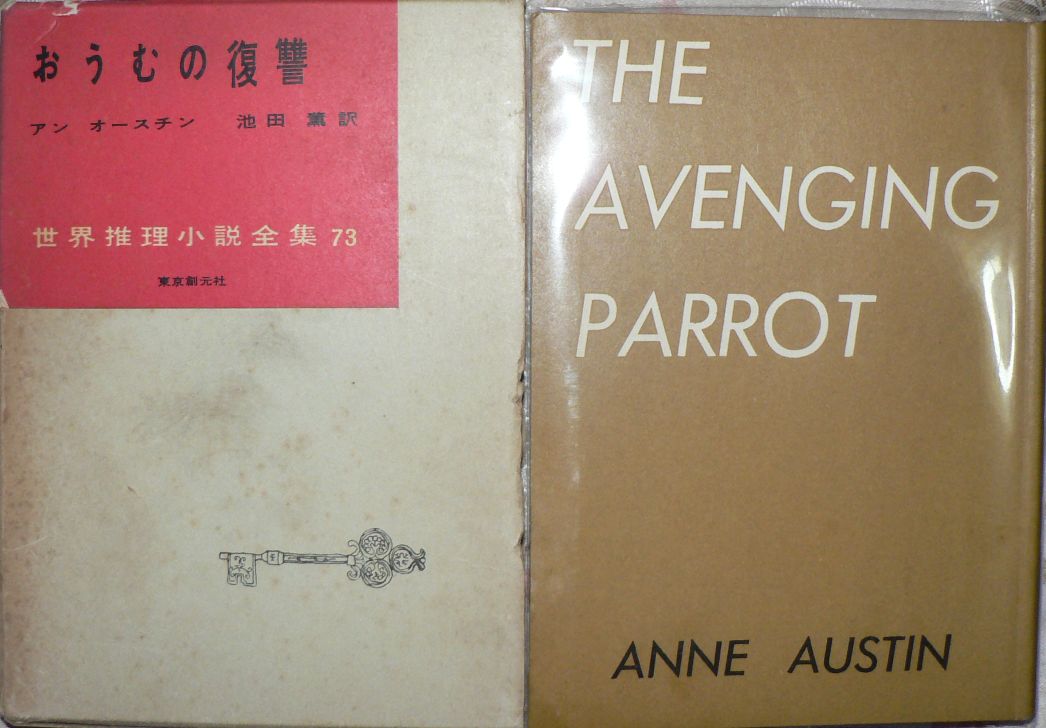 おうむの復讐
アン オースチン 池田 薫訳
世界推理小説全集 73
東京創元社
THE
AVENGING
PARROT
ANNE AUSTIN